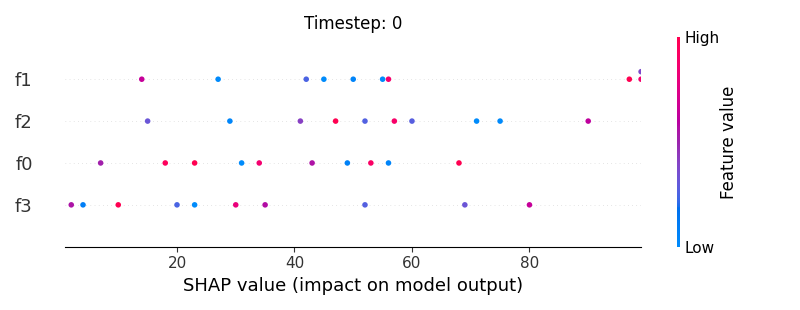 Timestep: 0
High
f1
f2
f0
f3
Feature value
Low
20 40 60 80
SHAP value (impact on model output)